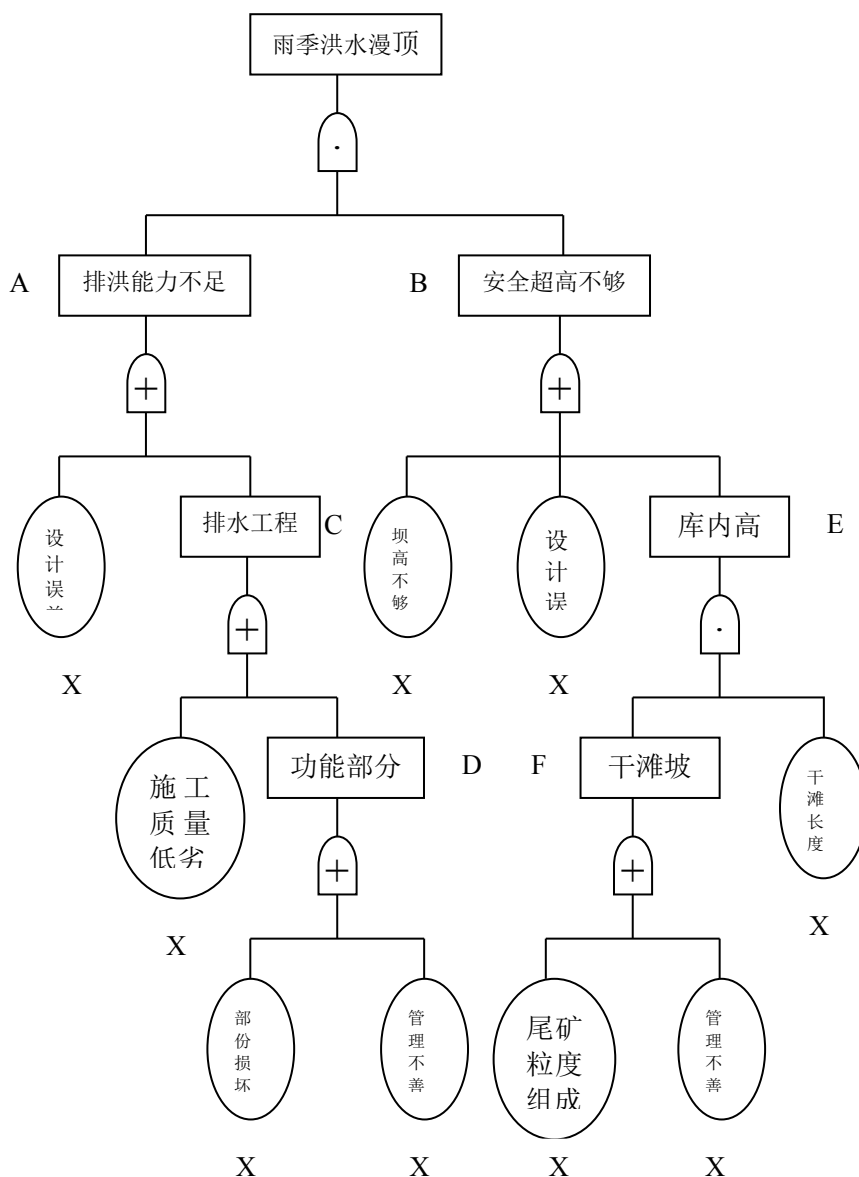 雨季洪水漫顶
·
A
排洪能力不足
B
安全超高不够
+
+
设
计
误
排水工程
C
坝
高
不
够
设
计
误
库内高
E
+
·
X
X
X
施工
质量
低劣
功能部分
D
F
干滩坡
干
滩
长
度
+
+
X
X
部
份
损
坏
管
理
不
善
尾矿
粒度
组成
管
理
不
善
X
X
X
X